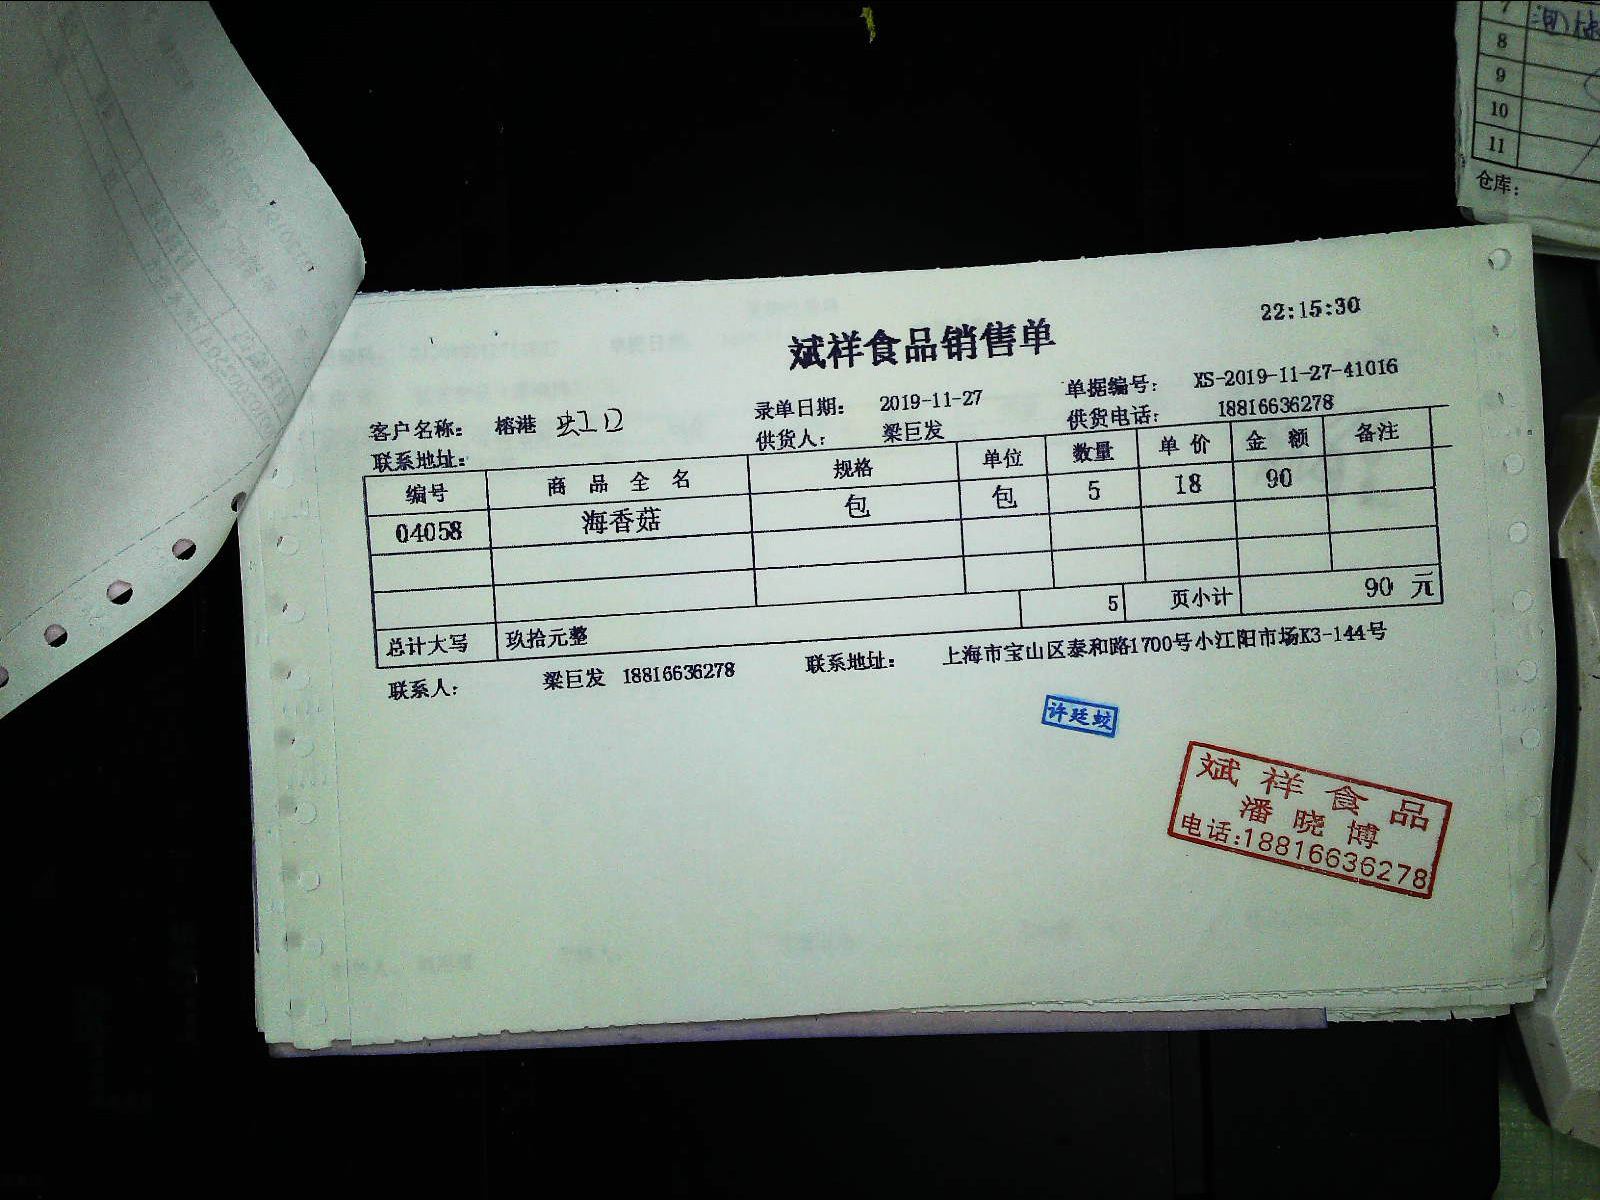 7
8
9
10
11
仓库：
22:15:30
斌祥食品销售单
客户名称： 榕港 虹口 录单日期： 2019-11-27 单据编号： XS-2019-11-27-41016
联系地址： 供货人： 梁巨发 供货电话： 18816636278
编号 商品全名 规格 单位 数量 单价 金额 备注
04058 海香菇 包 包 5 18 90
5 页小计 90 元
总计大写 玖拾元整
联系人： 梁巨发 18816636278 联系地址： 上海市宝山区泰和路1700号小江阳市场K3-144号
许廷蛟
斌祥食品
潘晓博
电话:18816636278